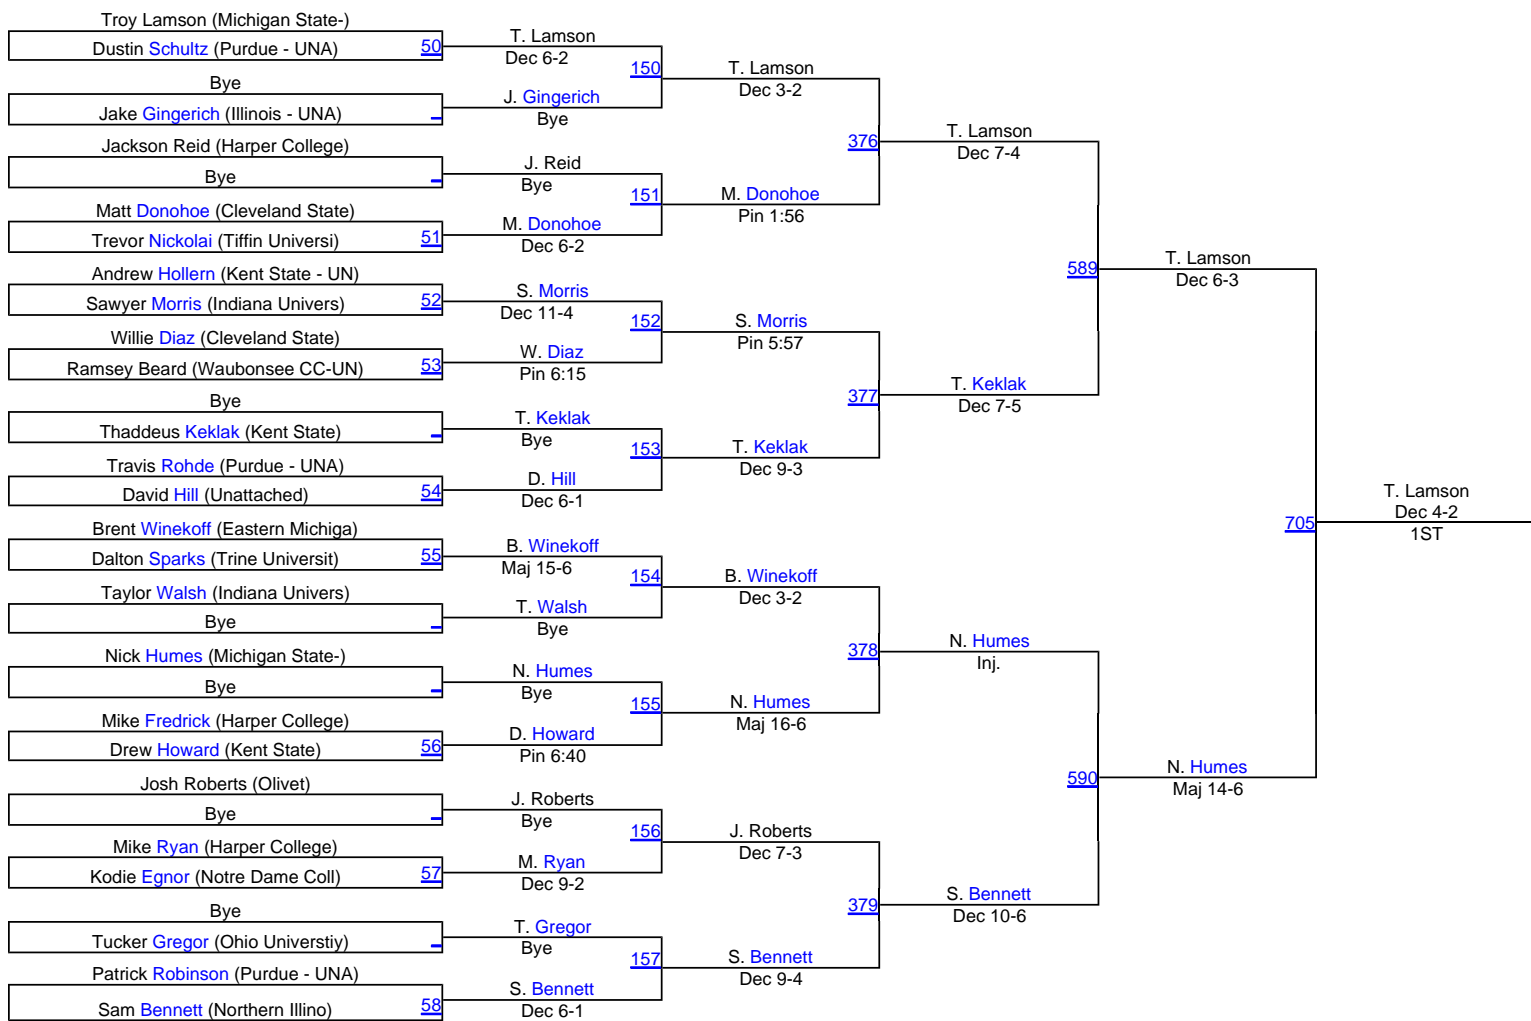 Troy Lamson (Michigan State-)
Dustin Schultz (Purdue - UNA) 50
Bye
Jake Gingerich (Illinois - UNA)
Jackson Reid (Harper College)
Bye
Matt Donohoe (Cleveland State)
Trevor Nickolai (Tiffin Universi) 51
Andrew Hollern (Kent State - UN)
Sawyer Morris (Indiana Univers) 52
Willie Diaz (Cleveland State)
Ramsey Beard (Waubonsee CC-UN) 53
Bye
Thaddeus Keklak (Kent State)
Travis Rohde (Purdue - UNA)
David Hill (Unattached) 54
Brent Winekoff (Eastern Michiga)
Dalton Sparks (Trine Universit) 55
Taylor Walsh (Indiana Univers)
Bye
Nick Humes (Michigan State-)
Bye
Mike Fredrick (Harper College)
Drew Howard (Kent State) 56
Josh Roberts (Olivet)
Bye
Mike Ryan (Harper College)
Kodie Egnor (Notre Dame Coll) 57
Bye
Tucker Gregor (Ohio Universtiy)
Patrick Robinson (Purdue - UNA)
Sam Bennett (Northern Illino) 58
T. Lamson
Dec 6-2
150
J. Gingerich
Bye
J. Reid
Bye
151
M. Donohoe
Dec 6-2
S. Morris
Dec 11-4
152
W. Diaz
Pin 6:15
T. Keklak
Bye
153
D. Hill
Dec 6-1
B. Winekoff
Maj 15-6
154
T. Walsh
Bye
N. Humes
Bye
155
D. Howard
Pin 6:40
J. Roberts
Bye
156
M. Ryan
Dec 9-2
T. Gregor
Bye
157
S. Bennett
Dec 6-1
T. Lamson
Dec 3-2
376
M. Donohoe
Pin 1:56
S. Morris
Pin 5:57
377
T. Keklak
Dec 9-3
B. Winekoff
Dec 3-2
378
N. Humes
Maj 16-6
J. Roberts
Dec 7-3
379
S. Bennett
Dec 9-4
T. Lamson
Dec 7-4
589
T. Keklak
Dec 7-5
N. Humes
Inj.
590
S. Bennett
Dec 10-6
T. Lamson
Dec 6-3
705
N. Humes
Maj 14-6
T. Lamson
Dec 4-2
1ST